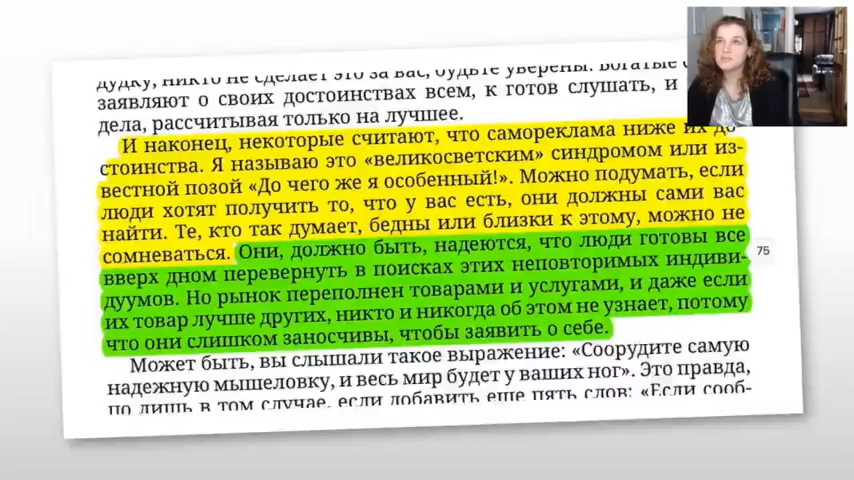 дудку, никто не сделает это за вас, будьте уверены. Богатые
заявляют о своих достоинствах всем, к готов слушать, и
дела, рассчитывая только на лучшее.
И наконец, некоторые считают, что самореклама ниже их до-
стоинства. Я называю это «великосветским» синдромом или из-
вестной позой «До чего же я особенный!». Можно подумать, если
люди хотят получить то, что у вас есть, они должны сами вас
найти. Те, кто так думает, бедны или близки к этому, можно не
сомневаться. Они, должно быть, надеются, что люди готовы все
вверх дном перевернуть в поисках этих неповторимых индиви-
дуумов. Но рынок переполнен товарами и услугами, и даже если
их товар лучше других, никто и никогда об этом не узнает, потому
что они слишком заносчивы, чтобы заявить о себе.
75
Может быть, вы слышали такое выражение: «Соорудите самую
надежную мышеловку, и весь мир будет у ваших ног». Это правда,
но лишь в том случае, если добавить еще пять слов: «Если сооб-